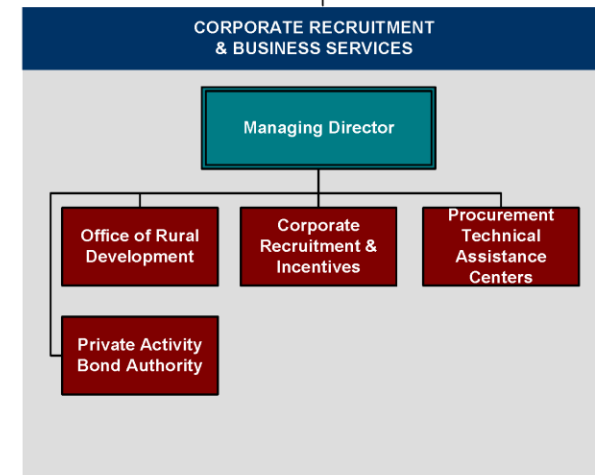 CORPORATE RECRUITMENT
& BUSINESS SERVICES
Managing Director
Office of Rural
Development
Corporate
Recruitment &
Incentives
Procurement
Technical
Assistance
Centers
Private Activity
Bond Authority